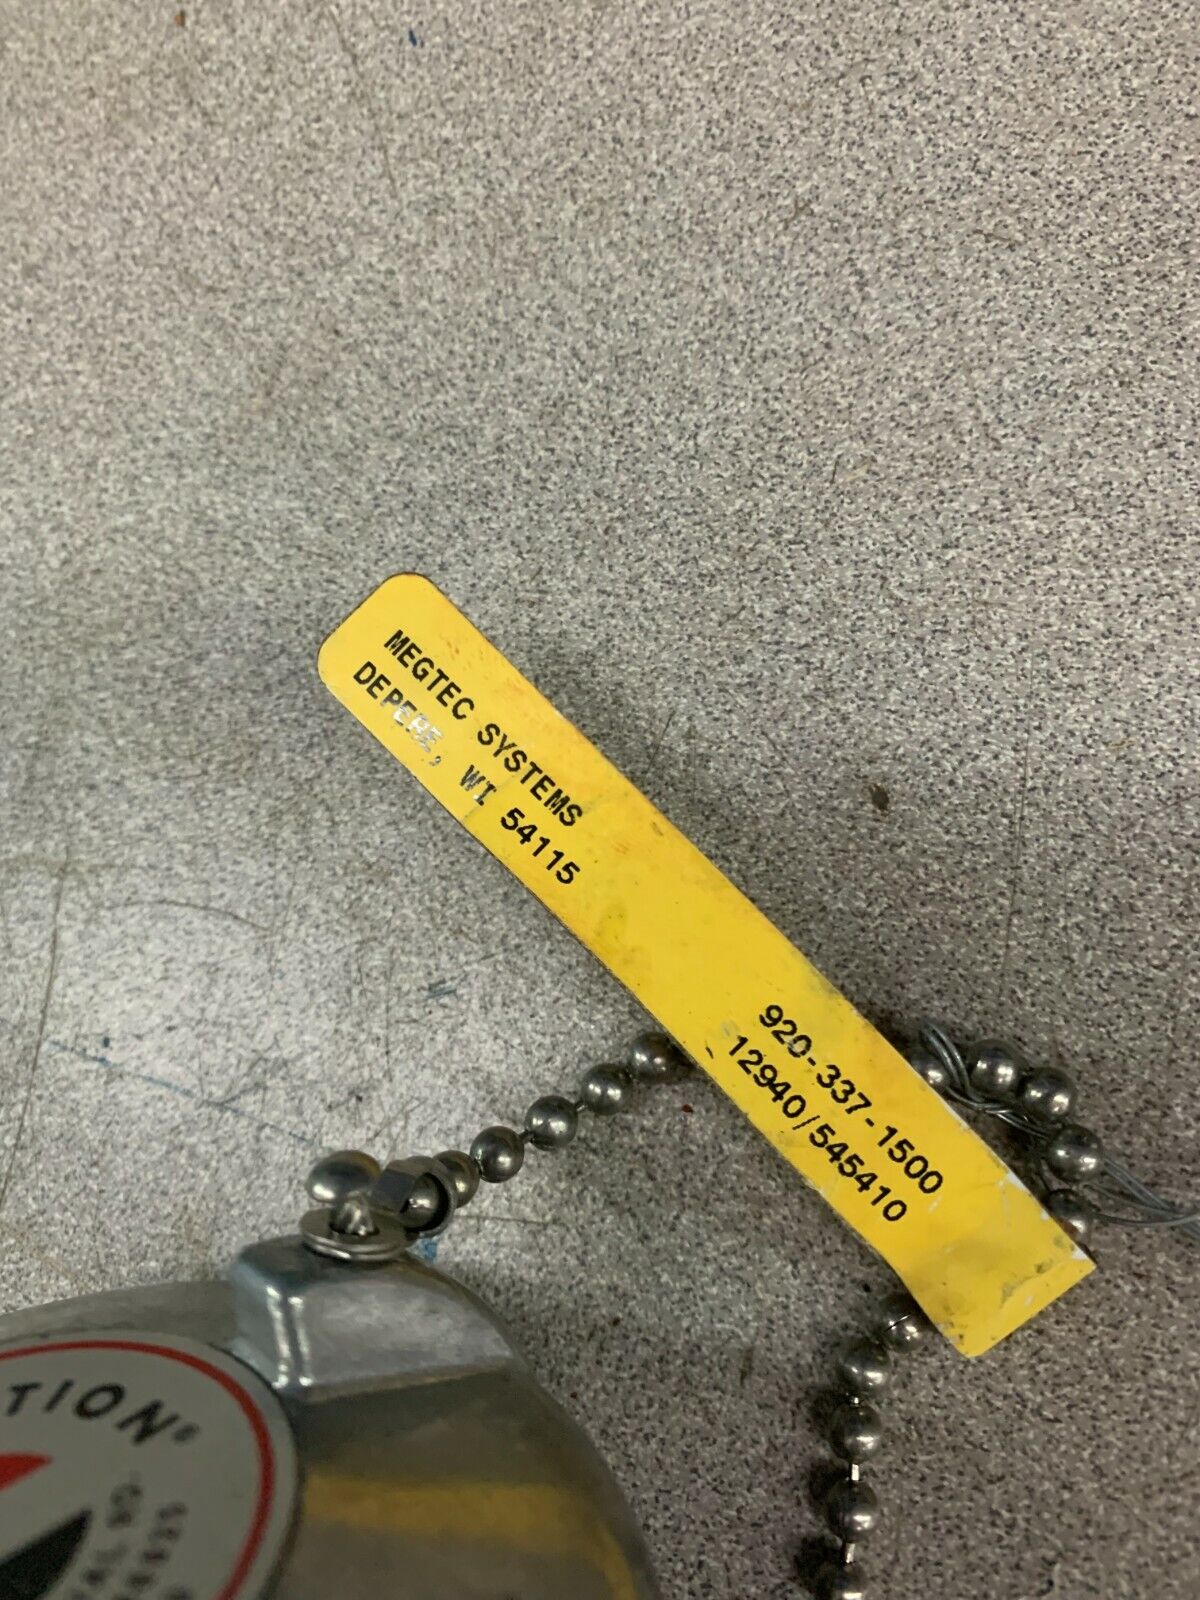 MEGTEC SYSTEMS
DEPERE, WI 54115
920-337-1500
12940/545410
TION®